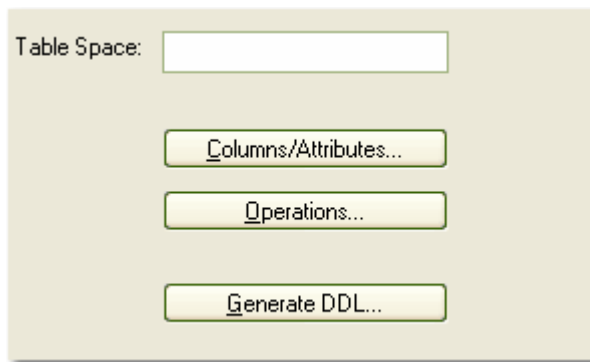 Table Space:
Columns/Attributes...
Operations...
Generate DDL...